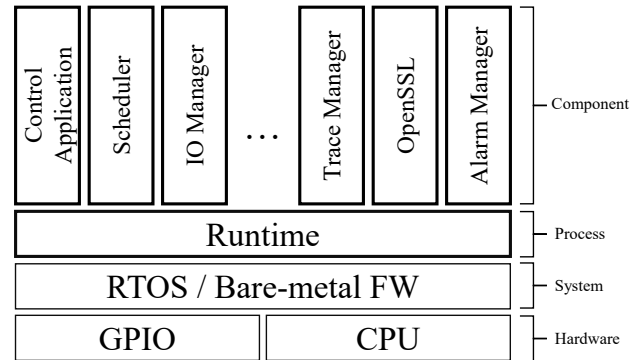 Control
Application
Scheduler
IO Manager
...
Trace Manager
OpenSSL
Alarm Manager
Component
Runtime
Process
RTOS / Bare-metal FW
System
GPIO
CPU
Hardware